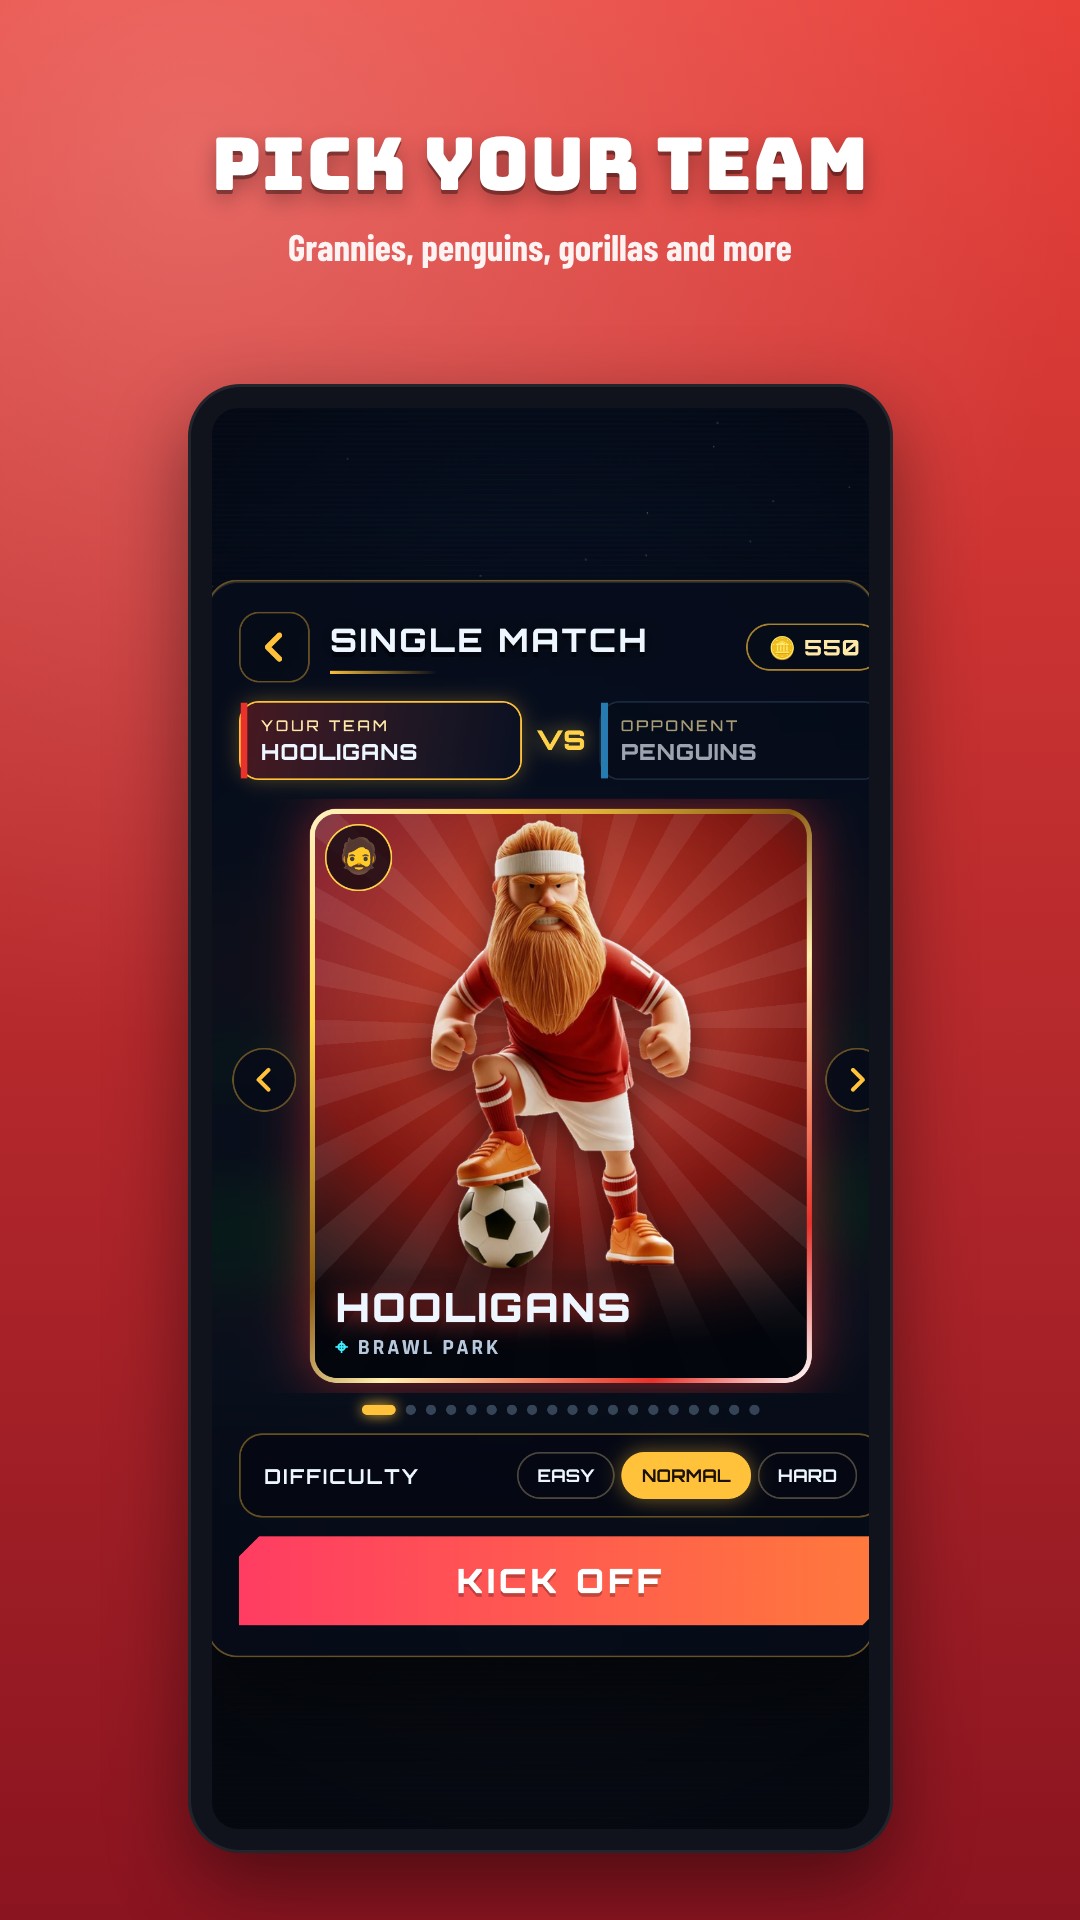 PICK YOUR TEAM
Grannies, penguins, gorillas and more
SINGLE MATCH
550
YOUR TEAM
HOOLIGANS
VS
OPPONENT
PENGUINS
HOOLIGANS
BRAWL PARK
DIFFICULTY
EASY
NORMAL
HARD
KICK OFF